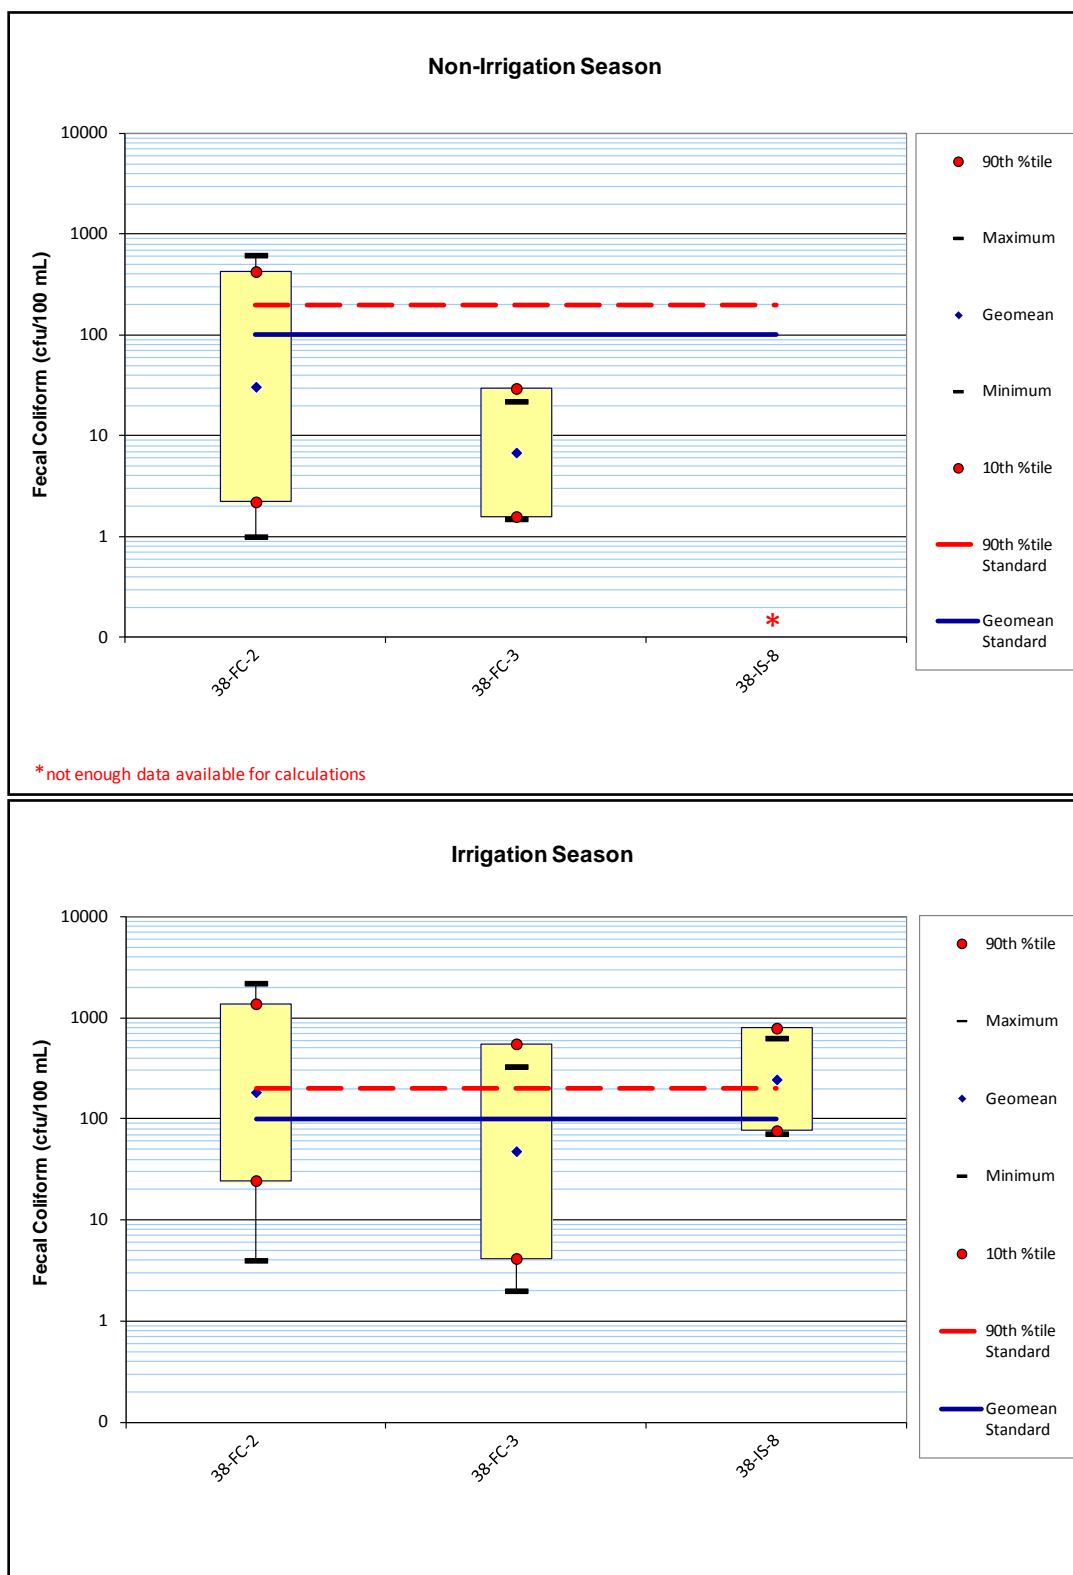 Non-Irrigation Season
10000
1000
100
10
1
0
Fecal Coliform (cfu/100 mL)
38-FC-2
38-FC-3
38-IS-8
*
90th %tile
Maximum
Geomean
Minimum
10th %tile
90th %tile
Standard
Geomean
Standard
*not enough data available for calculations
Irrigation Season
10000
1000
100
10
1
0
Fecal Coliform (cfu/100 mL)
38-FC-2
38-FC-3
38-IS-8
90th %tile
Maximum
Geomean
Minimum
10th %tile
90th %tile
Standard
Geomean
Standard